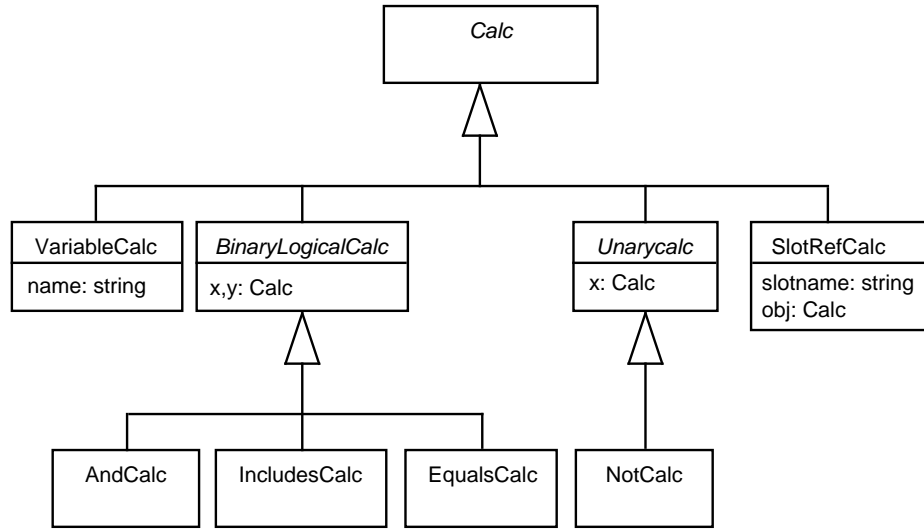 Calc
VariableCalc
name: string
BinaryLogicalCalc
x,y: Calc
Unarycalc
x: Calc
SlotRefCalc
slotname: string
obj: Calc
AndCalc
IncludesCalc
EqualsCalc
NotCalc